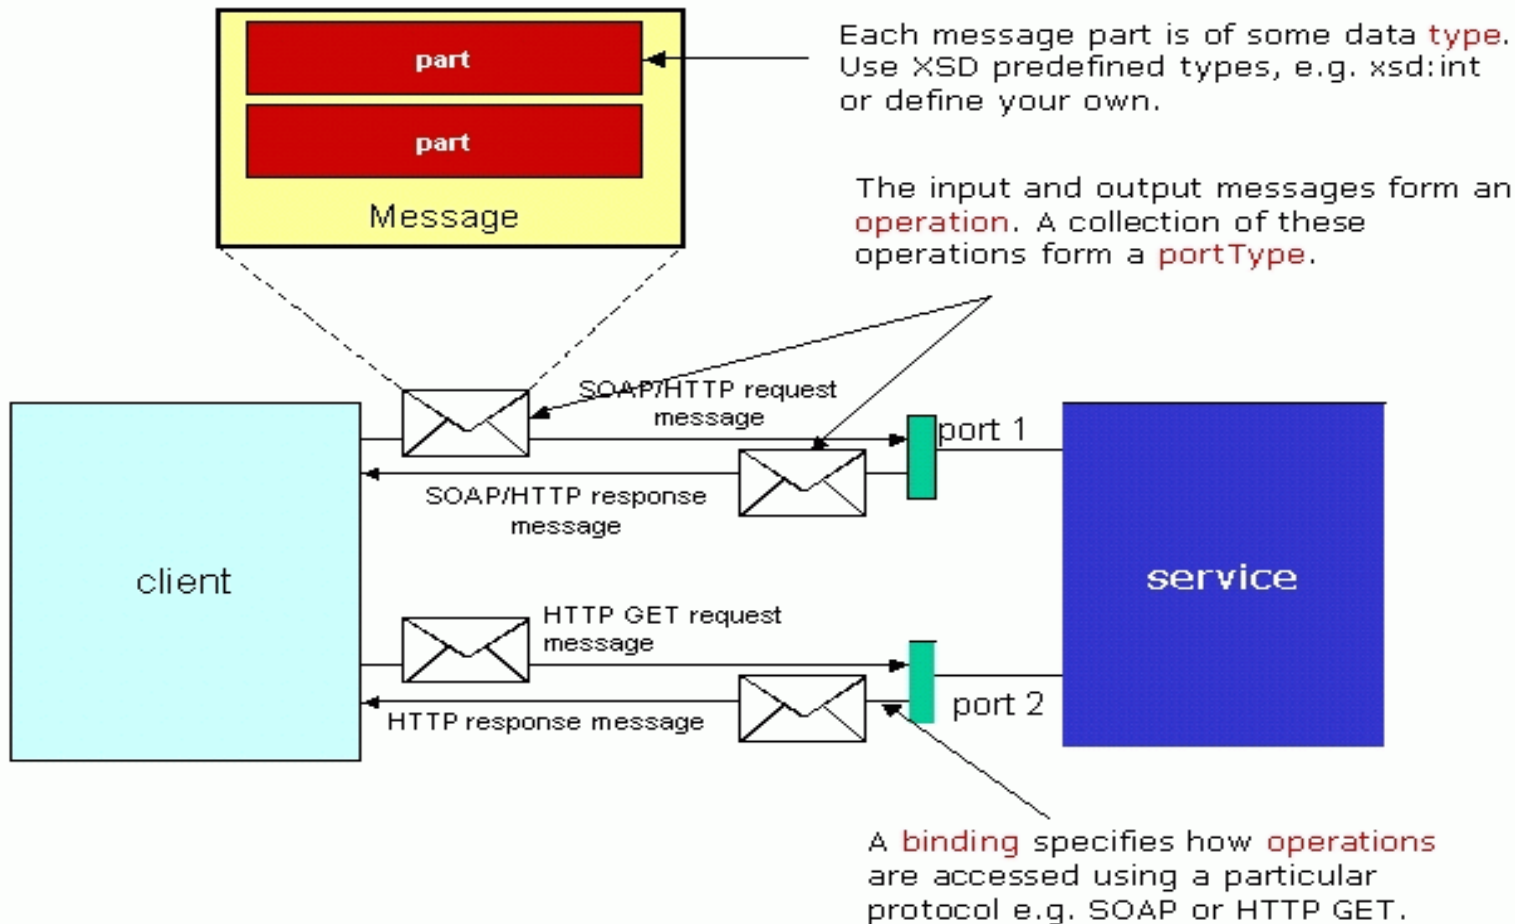 part
part
Message
Each message part is of some data type.
Use XSD predefined types, e.g. xsd:int
or define your own.
The input and output messages form an
operation. A collection of these
operations form a portType.
SOAP/HTTP request
message
port 1
SOAP/HTTP response
message
client
service
HTTP GET request
message
port 2
HTTP response message
A binding specifies how operations
are accessed using a particular
protocol e.g. SOAP or HTTP GET.